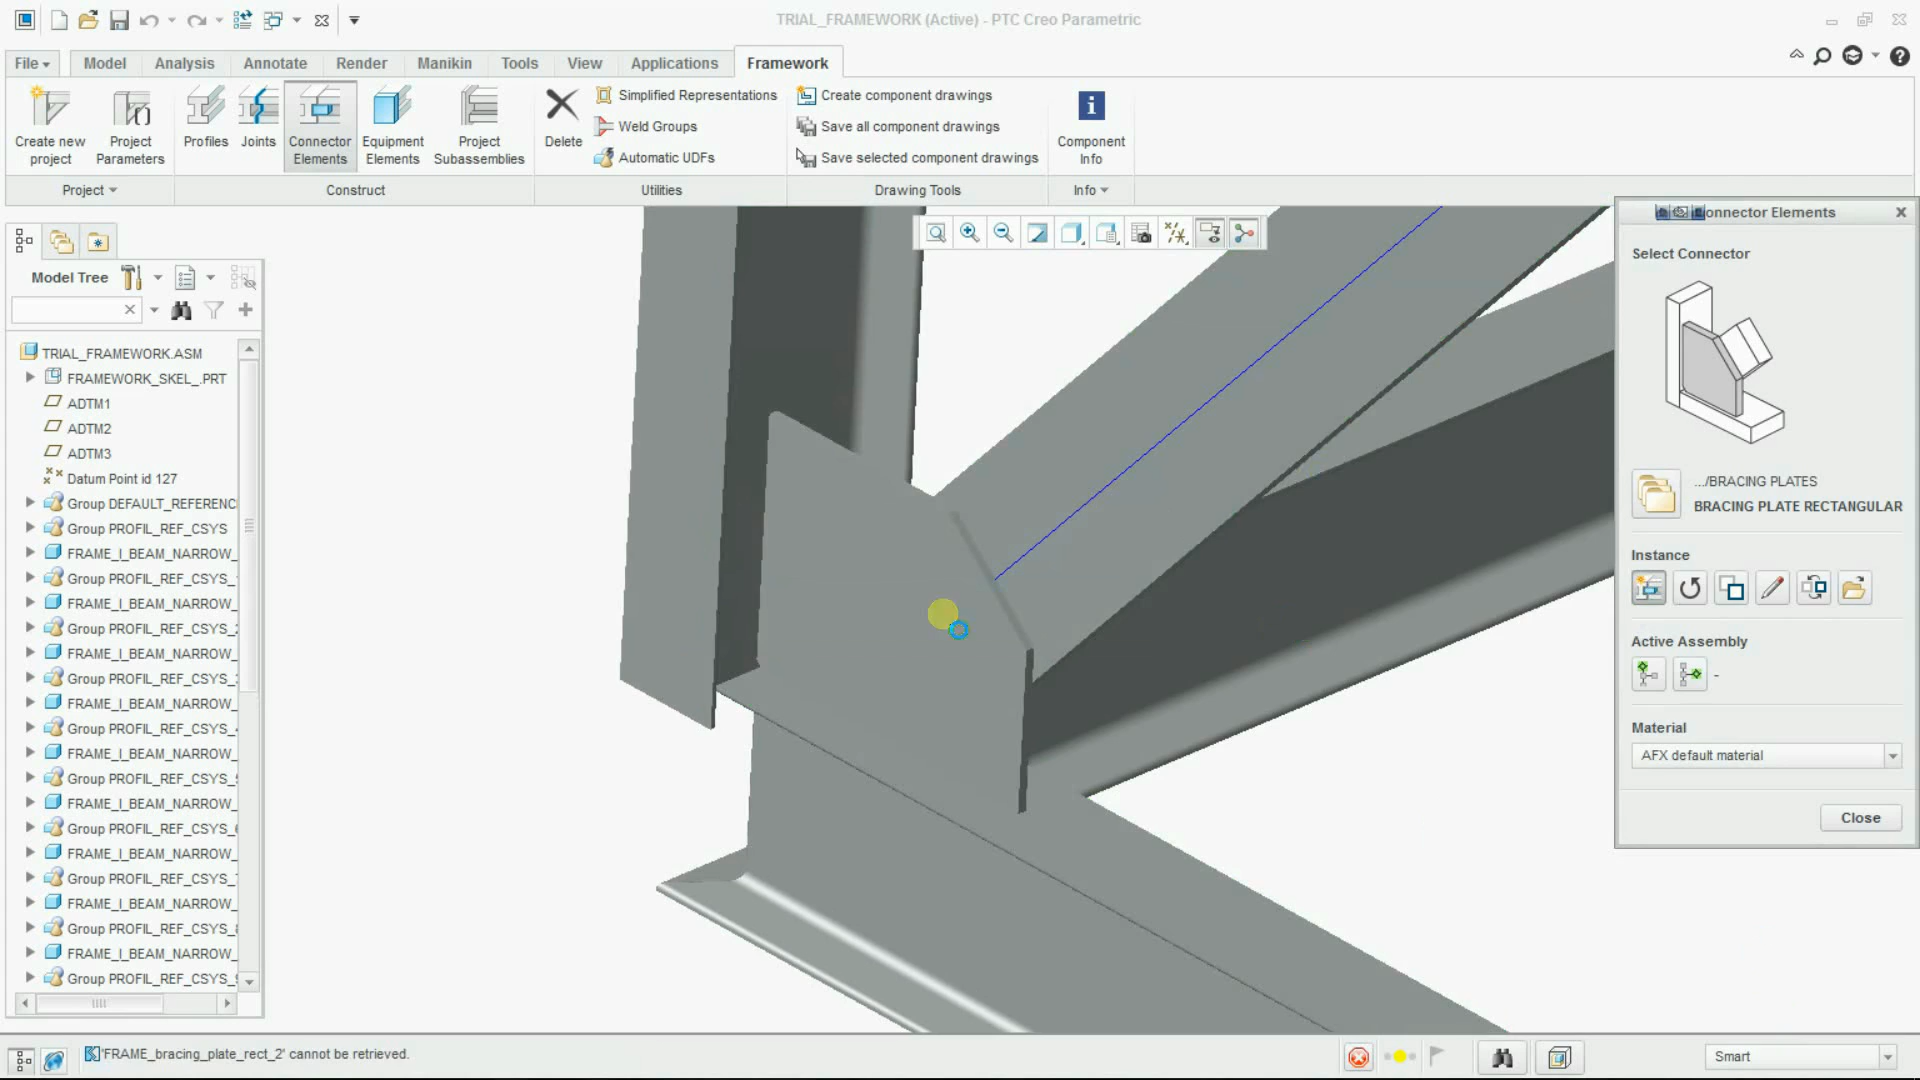 TRIAL_FRAMEWORK (Active) - PTC Creo Parametric
File
Model
Analysis
Annotate
Render
Manikin
Tools
View
Applications
Framework
Create new project
Project Parameters
Profiles
Joints
Connector Elements
Equipment Elements
Project Subassemblies
Delete
Simplified Representations
Weld Groups
Automatic UDFs
Create component drawings
Save all component drawings
Save selected component drawings
Component Info
Project
Construct
Utilities
Drawing Tools
Info
Model Tree
TRIAL_FRAMEWORK.ASM
FRAMEWORK_SKEL_.PRT
ADTM1
ADTM2
ADTM3
Datum Point id 127
Group DEFAULT_REFERENC
Group PROFIL_REF_CSYS
FRAME_I_BEAM_NARROW_
Group PROFIL_REF_CSYS_
FRAME_I_BEAM_NARROW_
Group PROFIL_REF_CSYS_2
FRAME_I_BEAM_NARROW_
Group PROFIL_REF_CSYS_
FRAME_I_BEAM_NARROW_
Group PROFIL_REF_CSYS_
FRAME_I_BEAM_NARROW_
Group PROFIL_REF_CSYS_
FRAME_I_BEAM_NARROW_
Group PROFIL_REF_CSYS_
FRAME_I_BEAM_NARROW_
Group PROFIL_REF_CSYS_
FRAME_I_BEAM_NARROW_
Group PROFIL_REF_CSYS_
FRAME_I_BEAM_NARROW_
Group PROFIL_REF_CSYS_
onnector Elements
Select Connector
.../BRACING PLATES
BRACING PLATE RECTANGULAR
Instance
Active Assembly
-
Material
AFX default material
Close
'FRAME_bracing_plate_rect_2' cannot be retrieved.
Smart